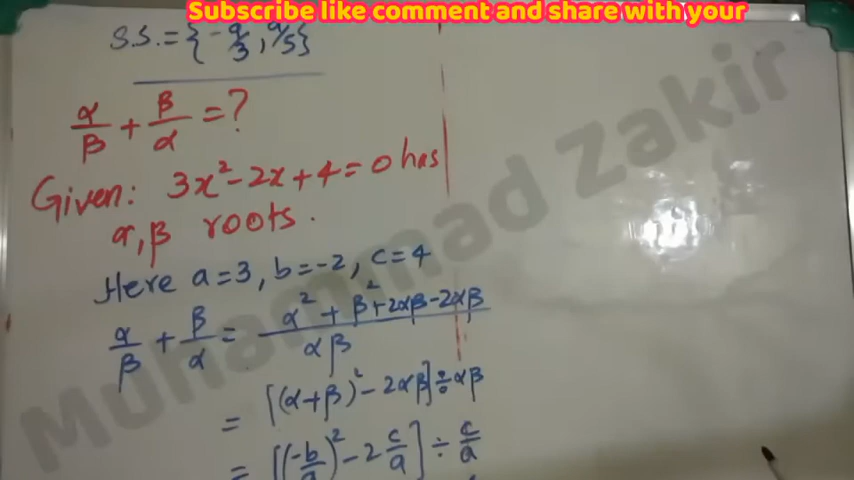 Subscribe like comment and share with your
S.S. = {-a/3, a/5}
α/β + β/α = ?
Given: 3x² - 2x + 4 = 0 has
α, β roots.
Here a = 3, b = -2, c = 4
α/β + β/α = (α² + β² + 2αβ - 2αβ)/αβ
= [(α+β)² - 2αβ] ÷ αβ
= [(-b/a)² - 2 c/a] ÷ c/a
Muhammad Zakir